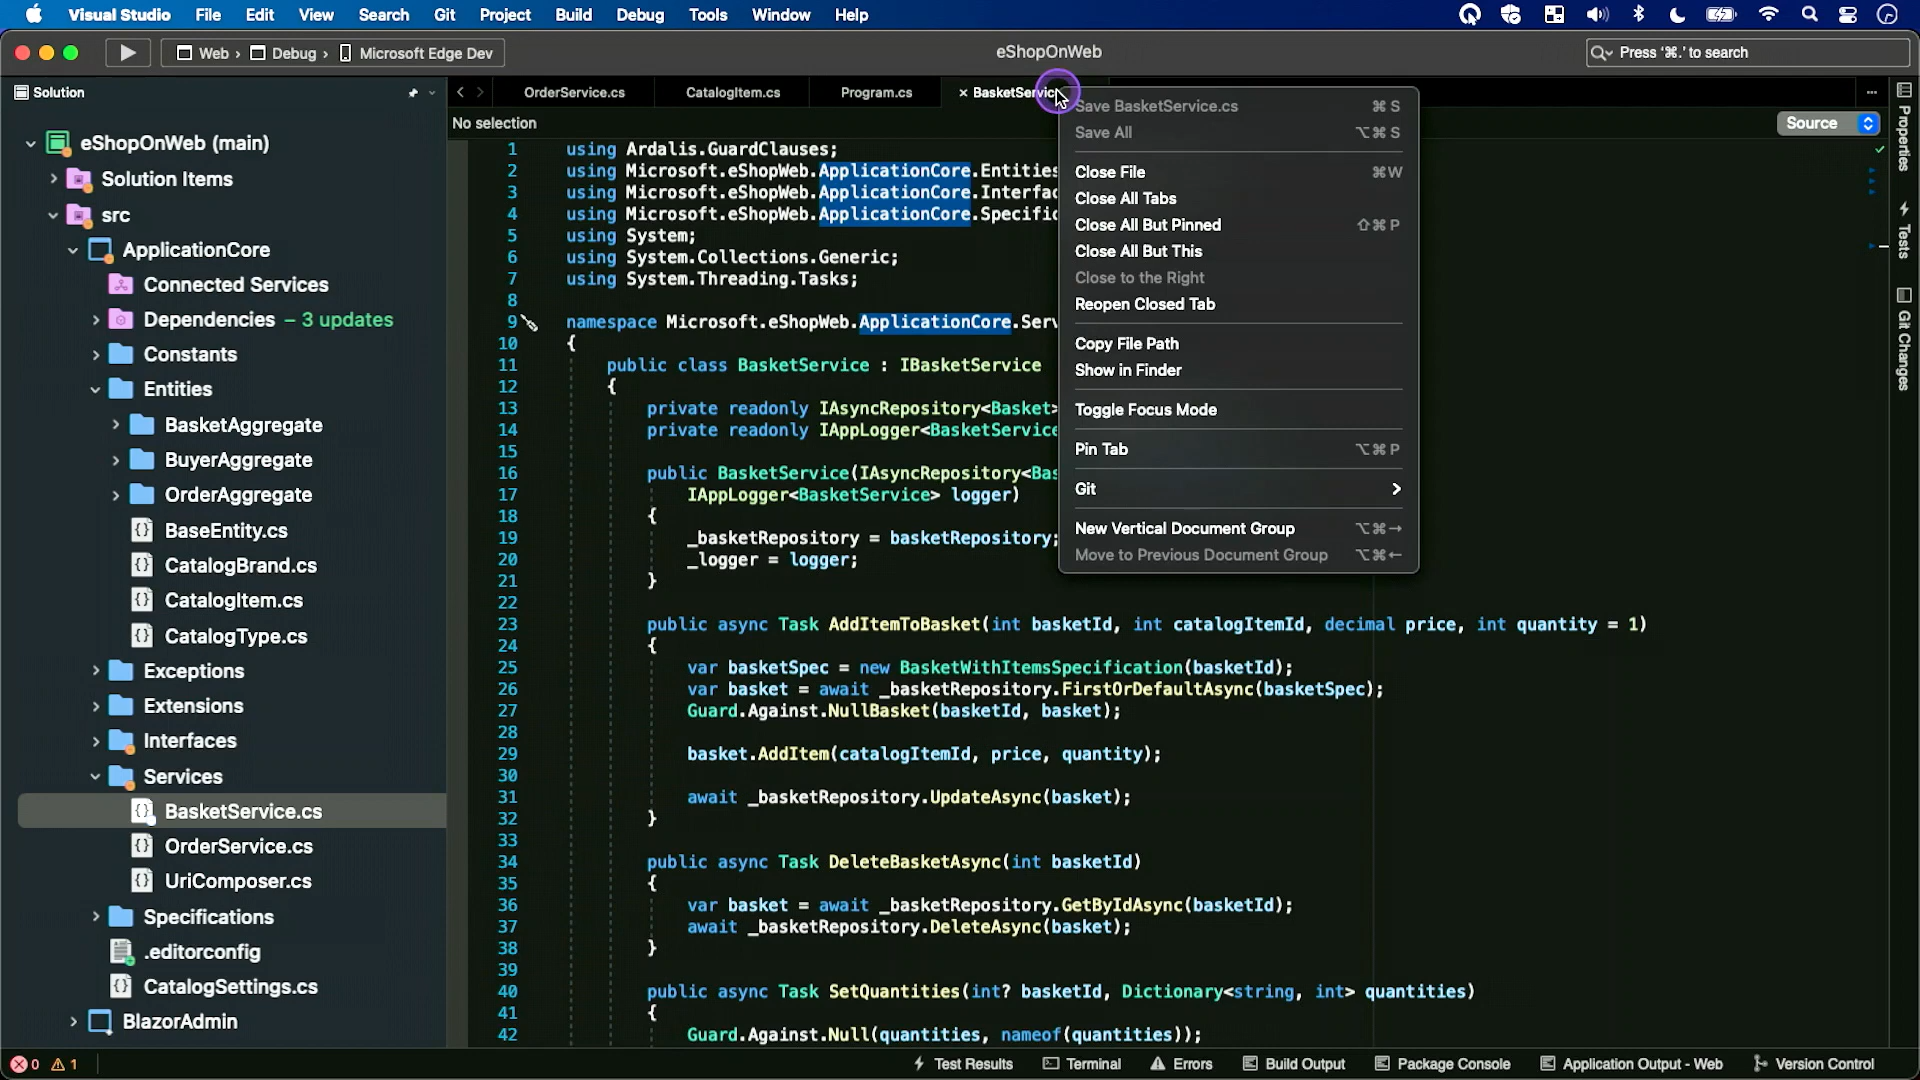 Visual Studio File Edit View Search Git Project Build Debug Tools Window Help
Web › Debug › Microsoft Edge Dev
eShopOnWeb
Press ‘⌘.’ to search
Solution
OrderService.cs
CatalogItem.cs
Program.cs
× BasketServic
No selection
Source
Properties
Tests
Git Changes
eShopOnWeb (main)
Solution Items
src
ApplicationCore
Connected Services
Dependencies – 3 updates
Constants
Entities
BasketAggregate
BuyerAggregate
OrderAggregate
BaseEntity.cs
CatalogBrand.cs
CatalogItem.cs
CatalogType.cs
Exceptions
Extensions
Interfaces
Services
BasketService.cs
OrderService.cs
UriComposer.cs
Specifications
.editorconfig
CatalogSettings.cs
BlazorAdmin
1 using Ardalis.GuardClauses;
2 using Microsoft.eShopWeb.ApplicationCore.Entities
3 using Microsoft.eShopWeb.ApplicationCore.Interfac
4 using Microsoft.eShopWeb.ApplicationCore.Specific
5 using System;
6 using System.Collections.Generic;
7 using System.Threading.Tasks;
8
9 namespace Microsoft.eShopWeb.ApplicationCore.Serv
10 {
11 public class BasketService : IBasketService
12 {
13 private readonly IAsyncRepository<Basket>
14 private readonly IAppLogger<BasketService
15
16 public BasketService(IAsyncRepository<Bas
17 IAppLogger<BasketService> logger)
18 {
19 _basketRepository = basketRepository;
20 _logger = logger;
21 }
22
23 public async Task AddItemToBasket(int basketId, int catalogItemId, decimal price, int quantity = 1)
24 {
25 var basketSpec = new BasketWithItemsSpecification(basketId);
26 var basket = await _basketRepository.FirstOrDefaultAsync(basketSpec);
27 Guard.Against.NullBasket(basketId, basket);
28
29 basket.AddItem(catalogItemId, price, quantity);
30
31 await _basketRepository.UpdateAsync(basket);
32 }
33
34 public async Task DeleteBasketAsync(int basketId)
35 {
36 var basket = await _basketRepository.GetByIdAsync(basketId);
37 await _basketRepository.DeleteAsync(basket);
38 }
39
40 public async Task SetQuantities(int? basketId, Dictionary<string, int> quantities)
41 {
42 Guard.Against.Null(quantities, nameof(quantities));
Save BasketService.cs ⌘ S
Save All ⌥ ⌘ S
Close File ⌘W
Close All Tabs
Close All But Pinned ⇧ ⌘ P
Close All But This
Close to the Right
Reopen Closed Tab
Copy File Path
Show in Finder
Toggle Focus Mode
Pin Tab ⌥ ⌘ P
Git
New Vertical Document Group ⌥ ⌘ →
Move to Previous Document Group ⌥ ⌘ ←
0 1
Test Results Terminal Errors Build Output Package Console Application Output - Web Version Control